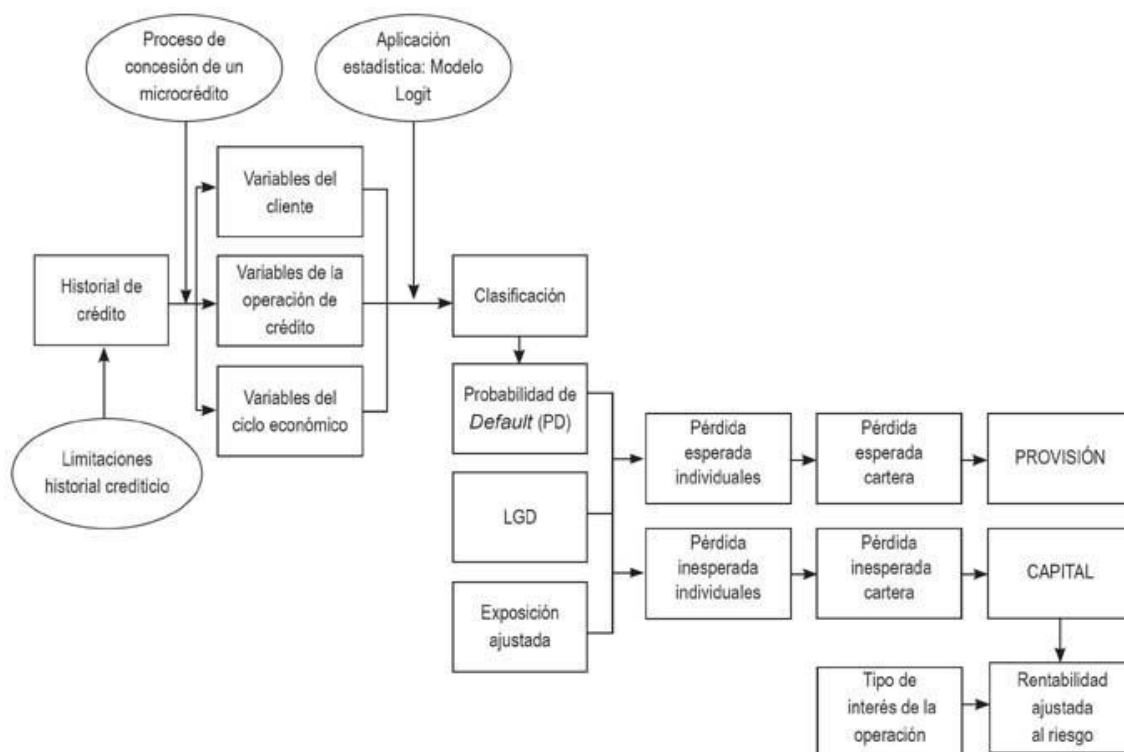 Proceso de
concesión de un
microcrédito
Aplicación
estadística: Modelo
Logit
Variables del
cliente
Historial de
crédito
Variables de la
operación de
crédito
Clasificación
Variables del
ciclo económico
Probabilidad de
Default (PD)
Limitaciones
historial crediticio
Pérdida
esperada
individuales
Pérdida
esperada
cartera
PROVISIÓN
LGD
Pérdida
inesperada
individuales
Pérdida
inesperada
cartera
CAPITAL
Exposición
ajustada
Tipo de
interés de la
operación
Rentabilidad
ajustada
al riesgo